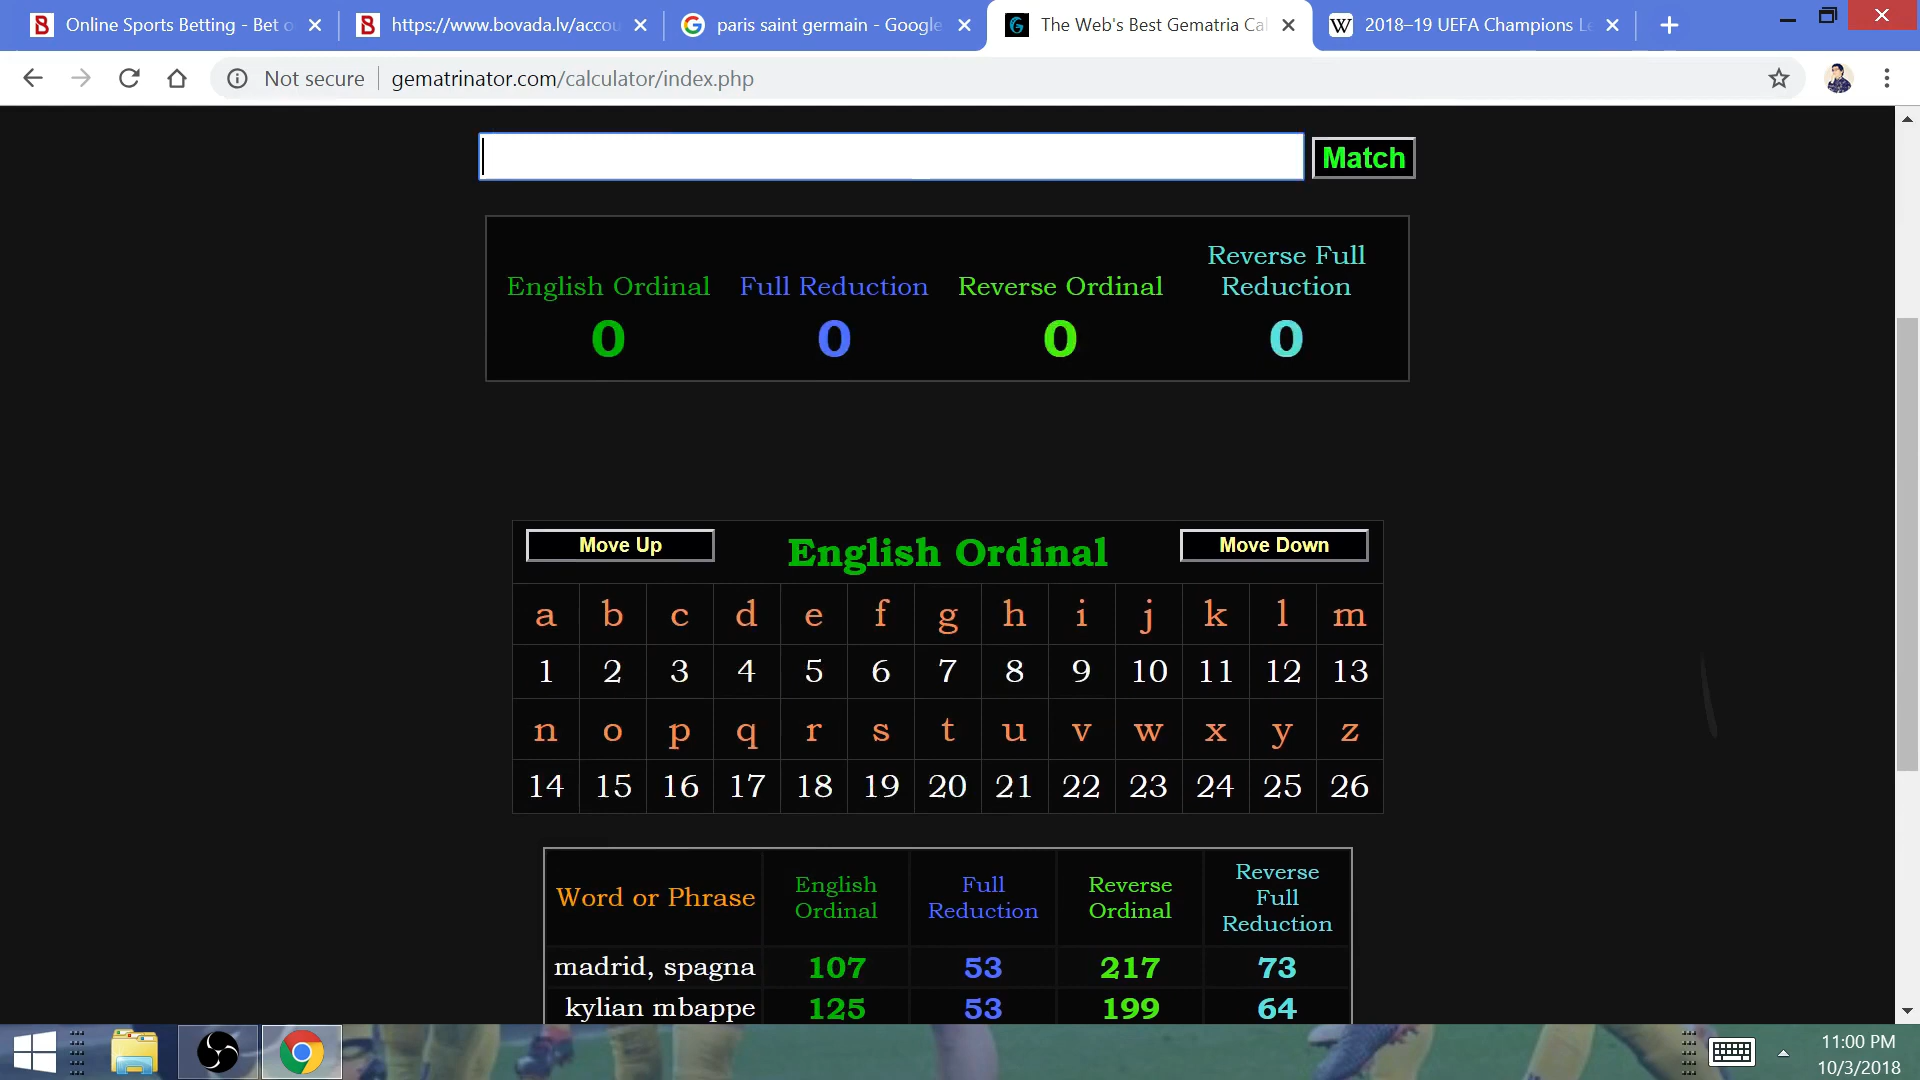 Online Sports Betting - Bet o
https://www.bovada.lv/accou
paris saint germain - Google
The Web's Best Gematria Cal
2018–19 UEFA Champions Le
Not secure
gematrinator.com/calculator/index.php
Match
English Ordinal Full Reduction Reverse Ordinal Reverse Full Reduction
0 0 0 0
Move Up English Ordinal Move Down
a b c d e f g h i j k l m
1 2 3 4 5 6 7 8 9 10 11 12 13
n o p q r s t u v w x y z
14 15 16 17 18 19 20 21 22 23 24 25 26
Word or Phrase English Ordinal Full Reduction Reverse Ordinal Reverse Full Reduction
madrid, spagna 107 53 217 73
kylian mbappe 125 53 199 64
11:00 PM
10/3/2018